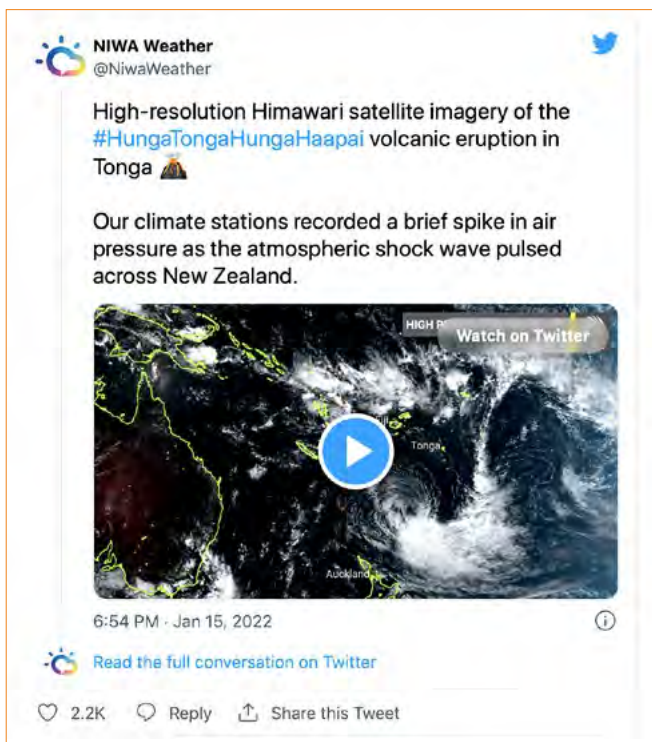 NIWA Weather
@NiwaWeather
High-resolution Himawari satellite imagery of the
#HungaTongaHungaHaapai volcanic eruption in
Tonga 🌋
Our climate stations recorded a brief spike in air
pressure as the atmospheric shock wave pulsed
across New Zealand.
HIGH
Watch on Twitter
Tonga
Auckland
6:54 PM · Jan 15, 2022
Read the full conversation on Twitter
2.2K Reply Share this Tweet